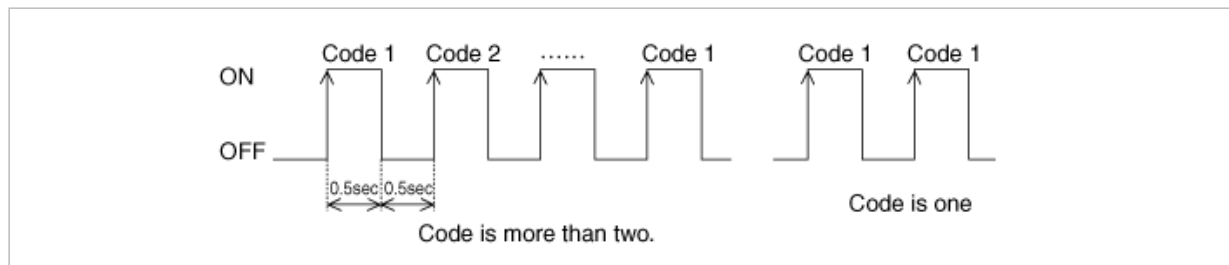 Code 1 Code 2 ...... Code 1 Code 1 Code 1
ON
OFF
0.5sec 0.5sec
Code is one
Code is more than two.